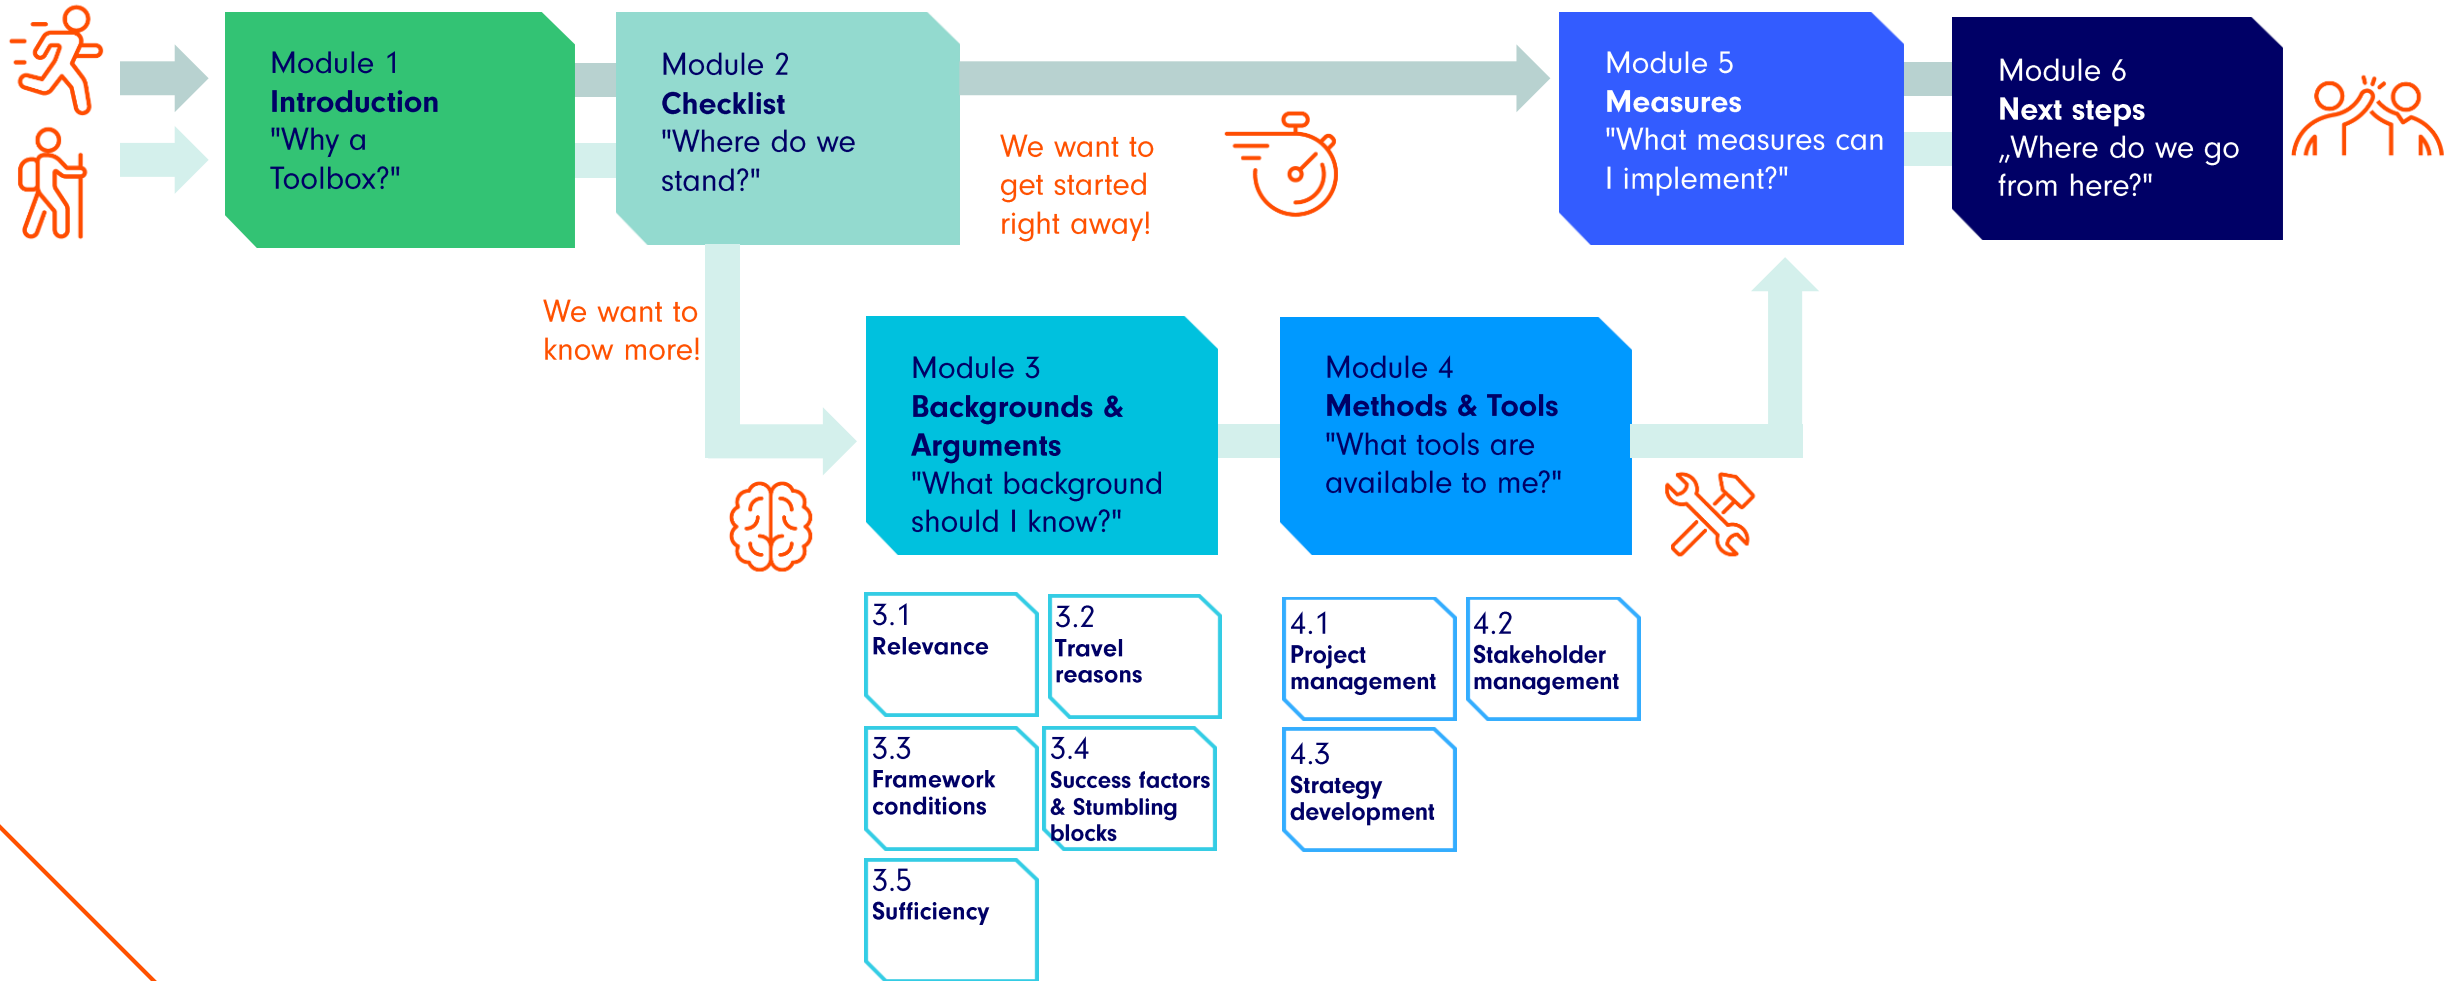 Module 1
Introduction
"Why a
Toolbox?"
Module 2
Checklist
"Where do we
stand?"
We want to
get started
right away!
Module 5
Measures
"What measures can
I implement?"
Module 6
Next steps
„Where do we go
from here?"
We want to
know more!
Module 3
Backgrounds &
Arguments
"What background
should I know?"
Module 4
Methods & Tools
"What tools are
available to me?"
3.1
Relevance
3.2
Travel
reasons
3.3
Framework
conditions
3.4
Success factors
& Stumbling
blocks
3.5
Sufficiency
4.1
Project
management
4.2
Stakeholder
management
4.3
Strategy
development